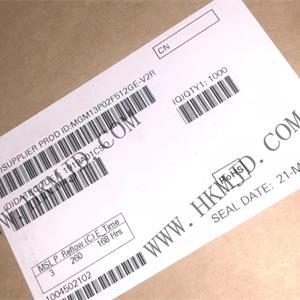 CN
)SUPPLIER PROD ID:MGM13P02F512GE-V2R
(Q)QTY1: 1000
WWW.HKMJD.COM
WWW.HKMJD.COM
RoHS
MSL P. Reflow (C) E. Time
3 260 168 Hrs
SEAL DATE: 21-M
1004502102